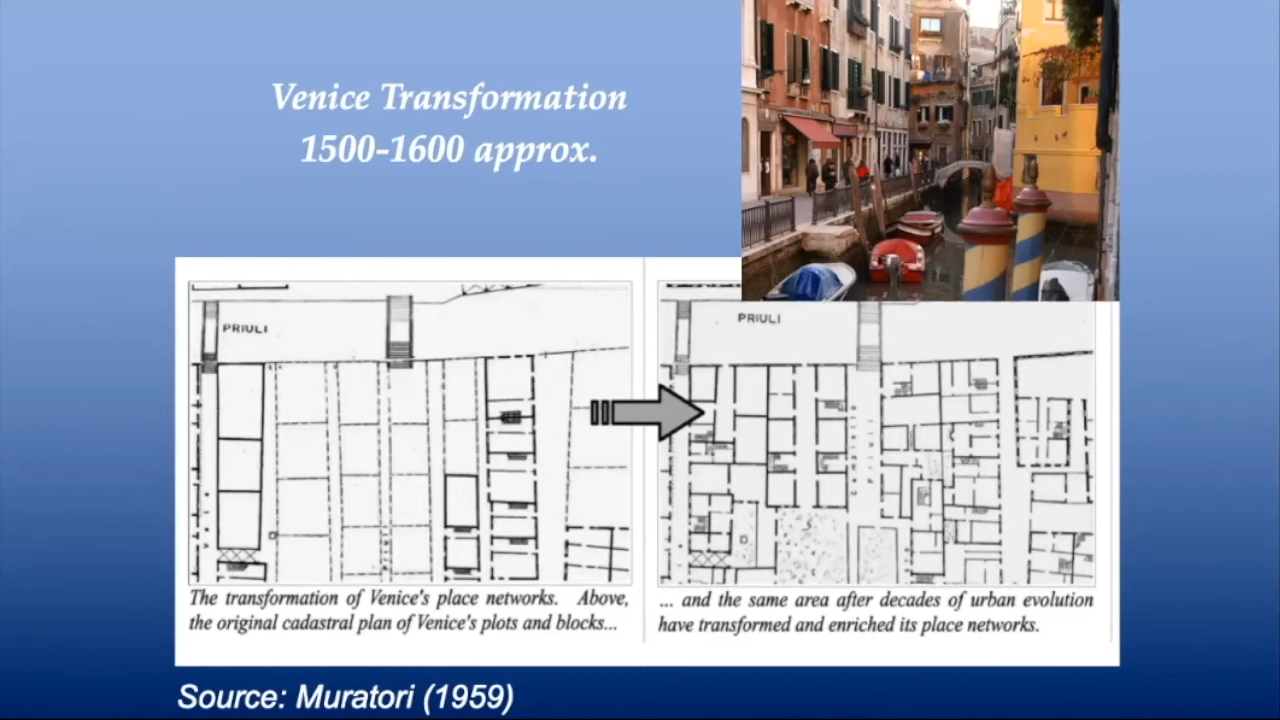 Venice Transformation
1500-1600 approx.
PRIULI
PRIULI
The transformation of Venice's place networks. Above,
the original cadastral plan of Venice's plots and blocks...
... and the same area after decades of urban evolution
have transformed and enriched its place networks.
Source: Muratori (1959)